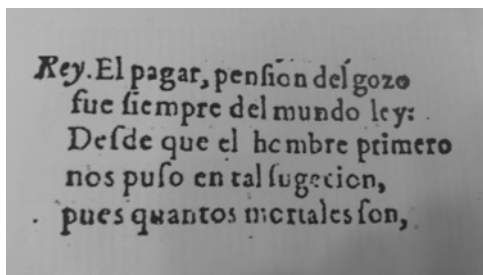 Rey. El pagar, penſion del gozo
fue ſiempre del mundo ley:
Deſde que el hombre primero
nos puſo en tal ſugecion,
pues quantos mortales ſon,